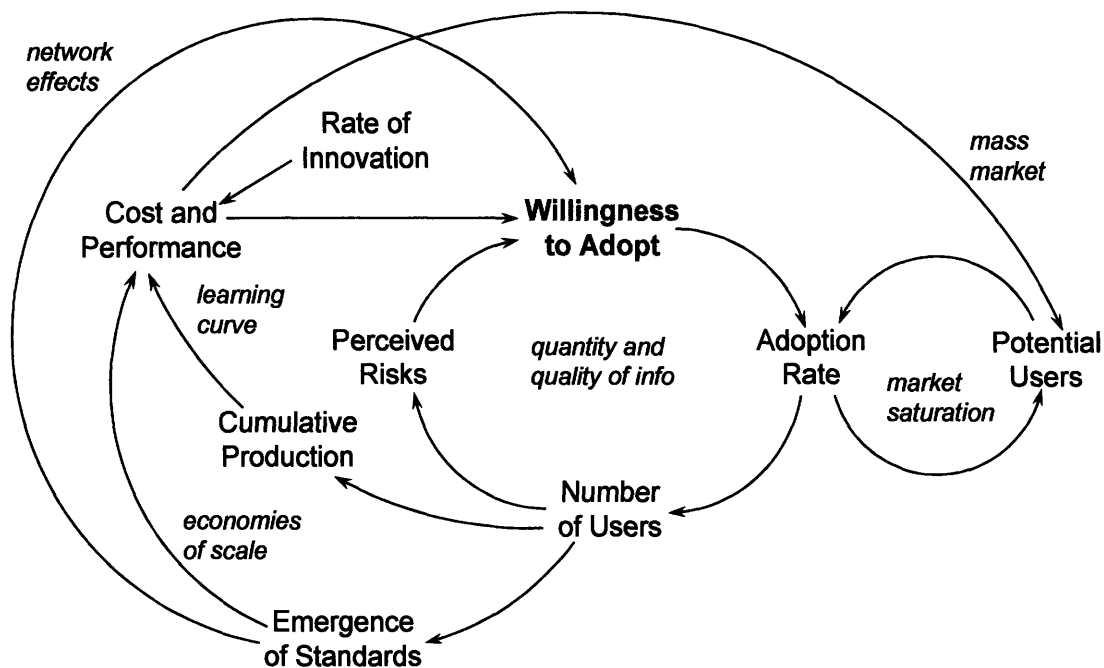 network
effects
Rate of
Innovation
mass
market
Cost and
Performance
Willingness
to Adopt
learning
curve
Perceived
Risks
quantity and
quality of info
Adoption
Rate
Potential
Users
market
saturation
Cumulative
Production
Number
of Users
economies
of scale
Emergence
of Standards